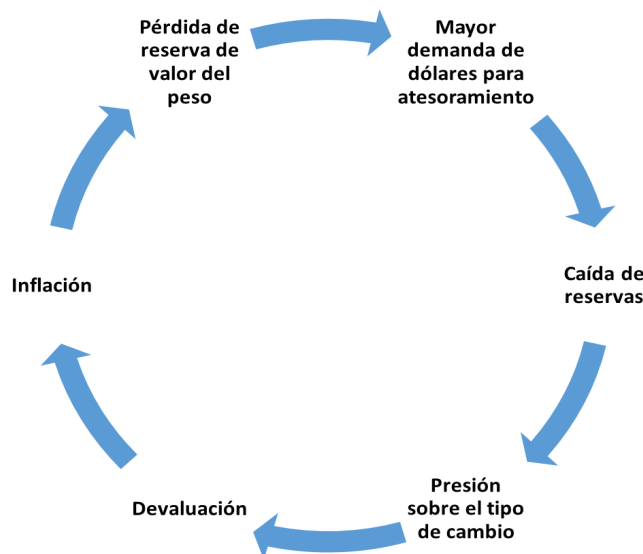 Pérdida de
reserva de
valor del
peso
Mayor
demanda de
dólares para
atesoramiento
Caída de
reservas
Presión
sobre el tipo
de cambio
Devaluación
Inflación